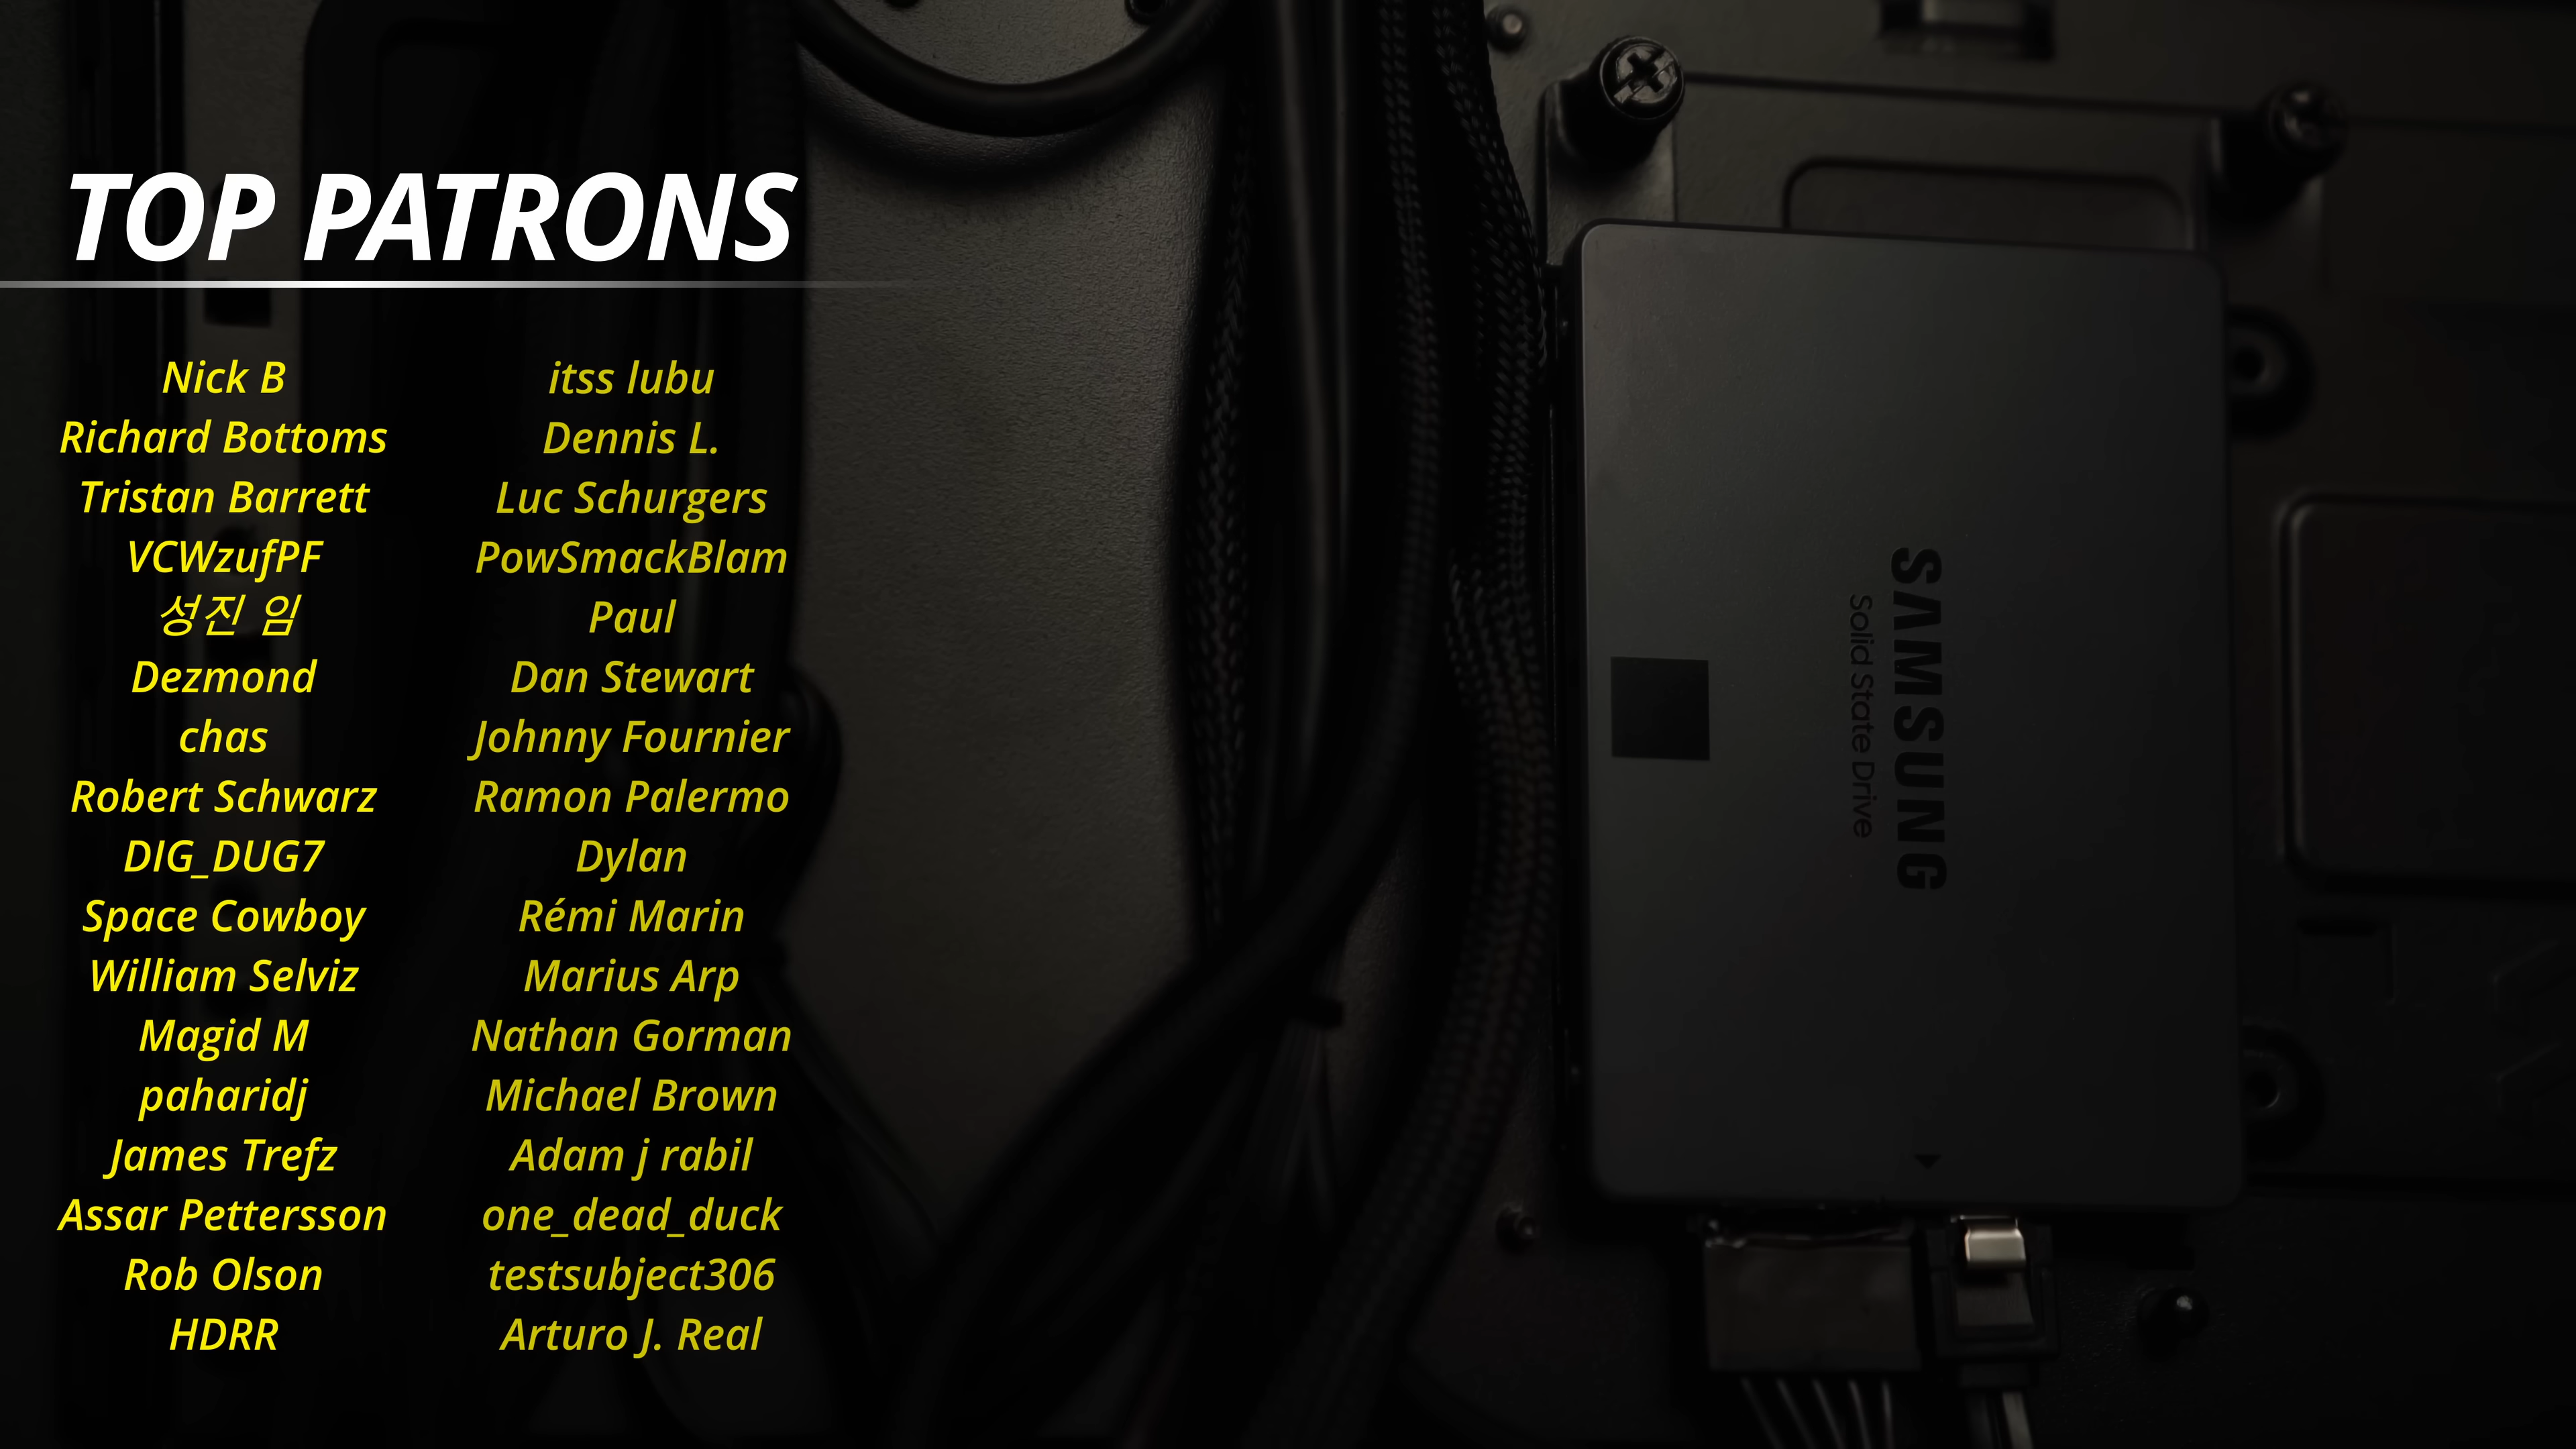 TOP PATRONS
Nick B
Richard Bottoms
Tristan Barrett
VCWzufPF
성진 임
Dezmond
chas
Robert Schwarz
DIG_DUG7
Space Cowboy
William Selviz
Magid M
paharidj
James Trefz
Assar Pettersson
Rob Olson
HDRR
itss lubu
Dennis L.
Luc Schurgers
PowSmackBlam
Paul
Dan Stewart
Johnny Fournier
Ramon Palermo
Dylan
Rémi Marin
Marius Arp
Nathan Gorman
Michael Brown
Adam j rabil
one_dead_duck
testsubject306
Arturo J. Real
SAMSUNG
Solid State Drive